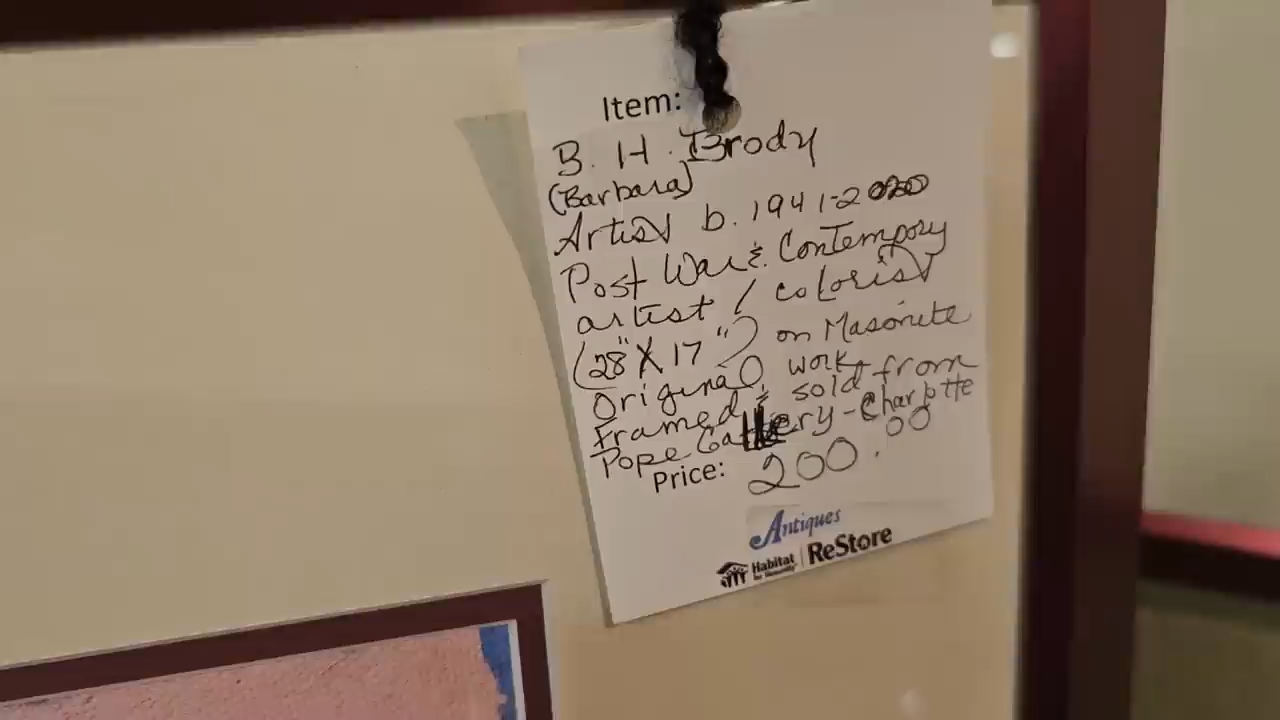 Item:
B. H. Brody
(Barbara)
Artist b. 1941-2020
Post War & Contempory
artist / colorist
(28" X 17") on Masonite
Original work
Framed & sold from
Pope Gallery - Charlotte
Price: 200.00
Antiques
Habitat for Humanity | ReStore